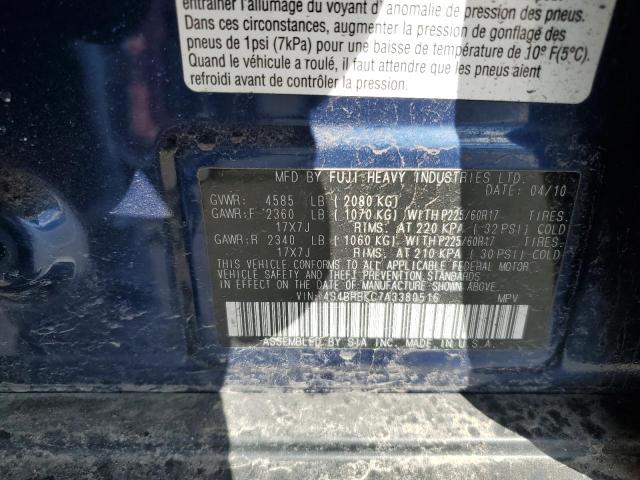 entraîner l'allumage du voyant d'anomalie de pression des pneus.
Dans ces circonstances, augmenter la pression de gonflage des
pneus de 1psi (7kPa) pour une baisse de température de 10° F(5°C).
Quand le véhicule a roulé, il faut attendre que les pneus aient
refroidi avant de contrôler la pression.
MFD BY FUJI HEAVY INDUSTRIES LTD.
DATE: 04/10
GVWR: 4585 LB ( 2080 KG)
GAWR:F 2360 LB ( 1070 KG) WITH P225/60R17 TIRES-
17X7J RIMS, AT 220 KPA ( 32 PSI) COLD
GAWR:R 2340 LB ( 1060 KG) WITH P225/60R17 TIRES-
17X7J RIMS, AT 210 KPA ( 30 PSI) COLD
THIS VEHICLE CONFORMS TO ALL APPLICABLE FEDERAL MOTOR
VEHICLE SAFETY, BUMPER, AND THEFT PREVENTION STANDARDS
IN EFFECT ON THE DATE OF MANUFACTURE SHOWN ABOVE.
VIN: 4S4BRBKC7A3380516 MPV
ASSEMBLED BY SIA INC. MADE IN U.S.A.